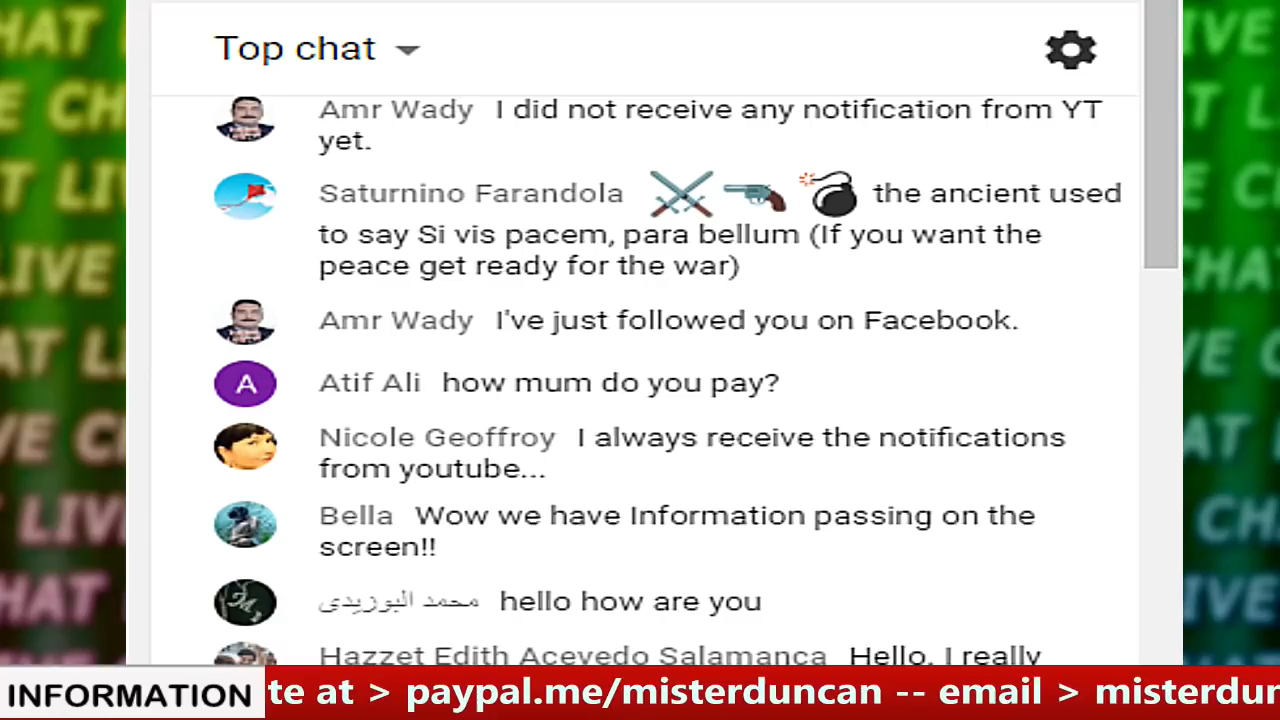 Top chat
Amr Wady I did not receive any notification from YT
yet.
Saturnino Farandola the ancient used
to say Si vis pacem, para bellum (If you want the
peace get ready for the war)
Amr Wady I've just followed you on Facebook.
A Atif Ali how mum do you pay?
Nicole Geoffroy I always receive the notifications
from youtube...
Bella Wow we have Information passing on the
screen!!
محمد البوزيدى hello how are you
Hazzet Edith Acevedo Salamanca Hello, I really
INFORMATION te at > paypal.me/misterduncan -- email > misterdun